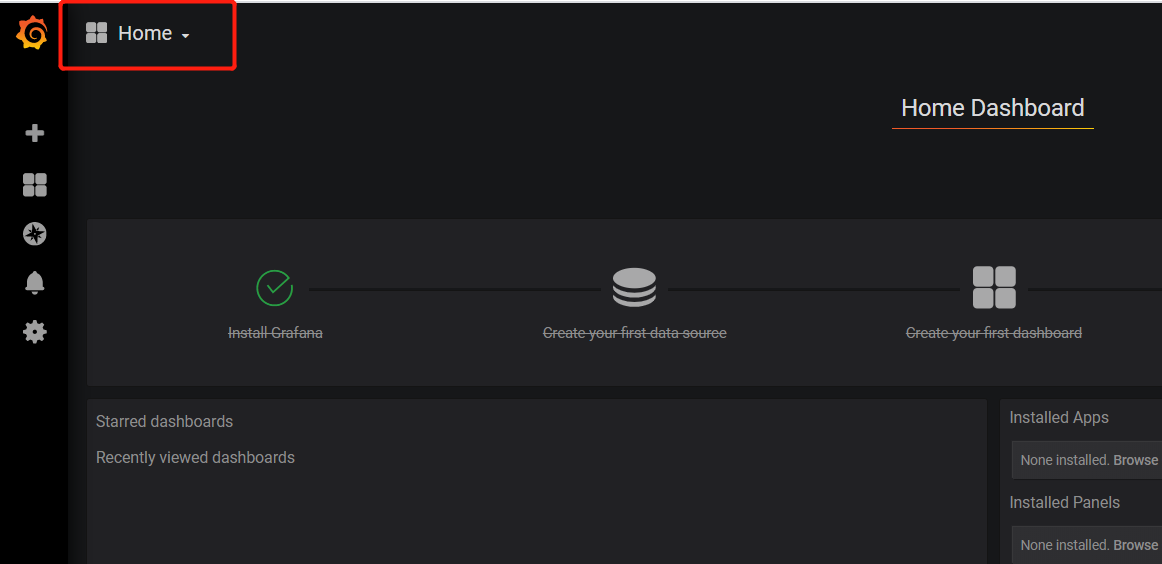 Home
Home Dashboard
Install Grafana
Create your first data source
Create your first dashboard
Starred dashboards
Recently viewed dashboards
Installed Apps
None installed. Browse
Installed Panels
None installed. Browse